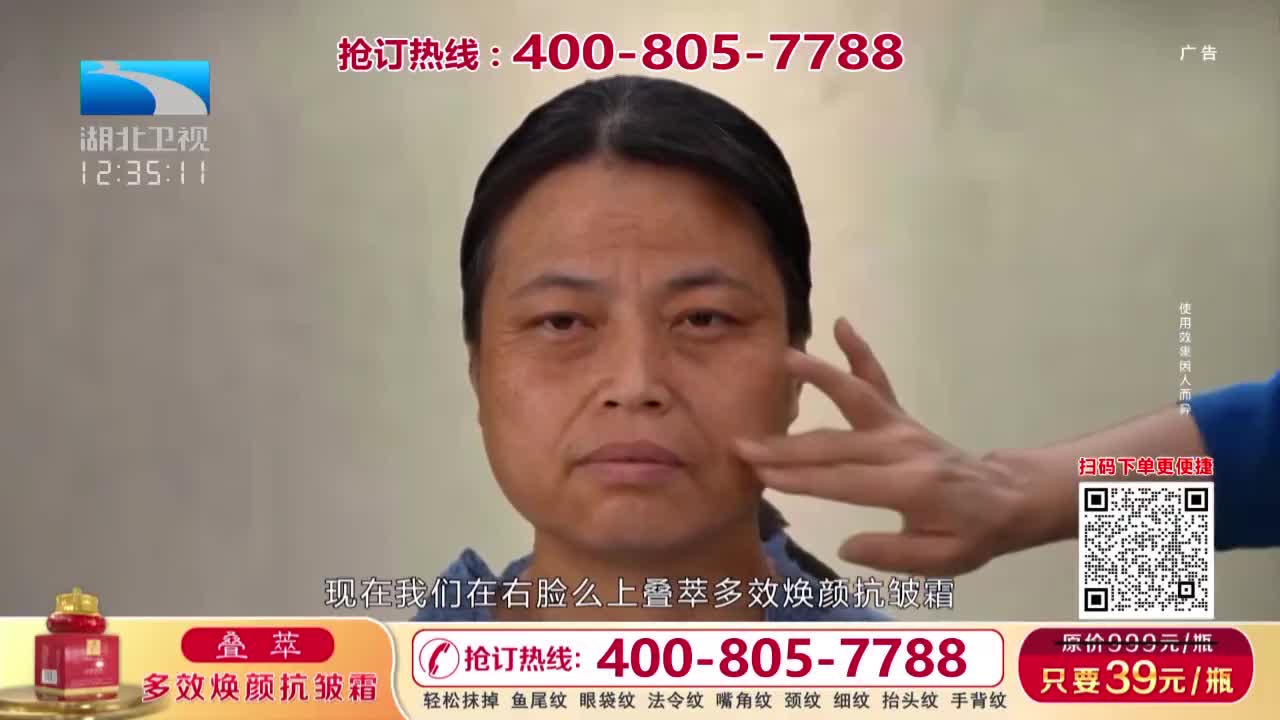 抢订热线：400-805-7788
广告
湖北卫视
12:35:11
使用效果因人而异
扫码下单更便捷
现在我们在右脸么上叠萃多效焕颜抗皱霜
叠萃
多效焕颜抗皱霜
抢订热线：400-805-7788
轻松抹掉 鱼尾纹 眼袋纹 法令纹 嘴角纹 颈纹 细纹 抬头纹 手背纹
原价999元/瓶
只要39元/瓶